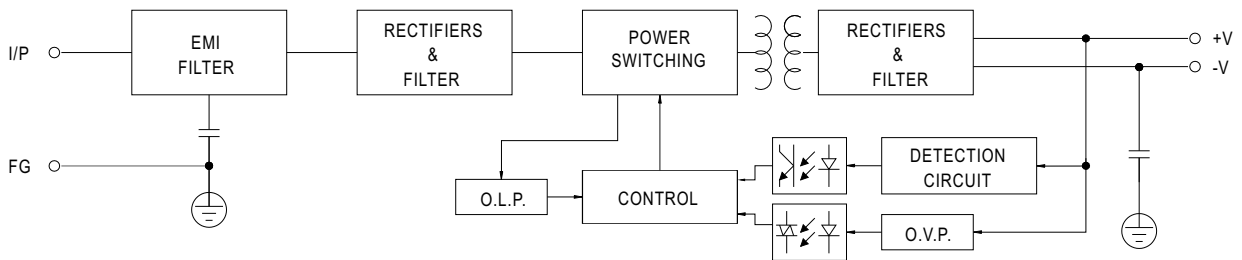 I/P
EMI
FILTER
RECTIFIERS
&
FILTER
POWER
SWITCHING
RECTIFIERS
&
FILTER
+V
-V
FG
O.L.P.
CONTROL
DETECTION
CIRCUIT
O.V.P.